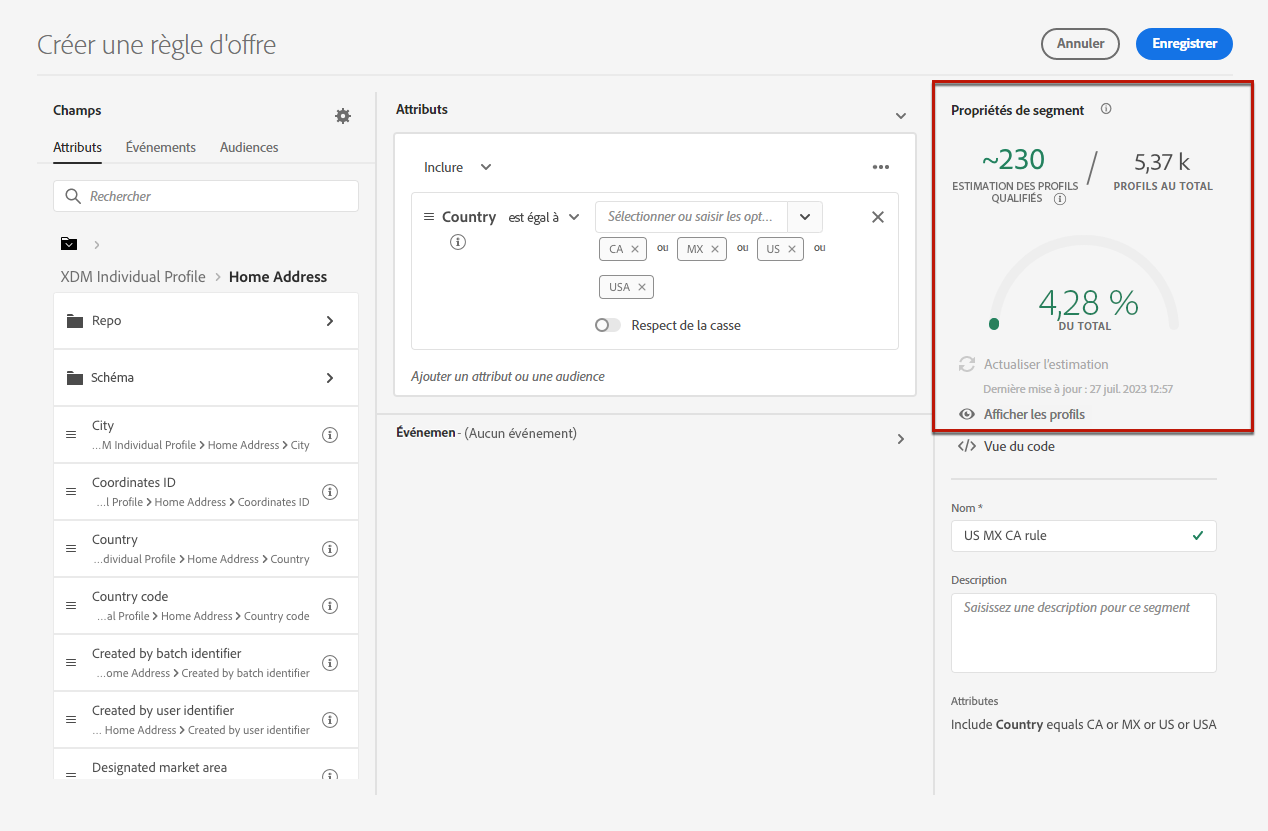 Créer une règle d'offre
Annuler
Enregistrer
Champs
Attributs
Événements
Audiences
Rechercher
XDM Individual Profile > Home Address
Repo
Schéma
City
...M Individual Profile > Home Address > City
Coordinates ID
...l Profile > Home Address > Coordinates ID
Country
...dividual Profile > Home Address > Country
Country code
...al Profile > Home Address > Country code
Created by batch identifier
...ome Address > Created by batch identifier
Created by user identifier
... Home Address > Created by user identifier
Designated market area
Attributs
Inclure
Country est égal à Sélectionner ou saisir les opt...
CA ou MX ou US ou
USA
Respect de la casse
Ajouter un attribut ou une audience
Événemen - (Aucun événement)
Propriétés de segment
~230 / 5,37 k
ESTIMATION DES PROFILS
QUALIFIÉS
PROFILS AU TOTAL
4,28 %
DU TOTAL
Actualiser l'estimation
Dernière mise à jour : 27 juil. 2023 12:57
Afficher les profils
</> Vue du code
Nom *
US MX CA rule
Description
Saisissez une description pour ce segment
Attributes
Include Country equals CA or MX or US or USA